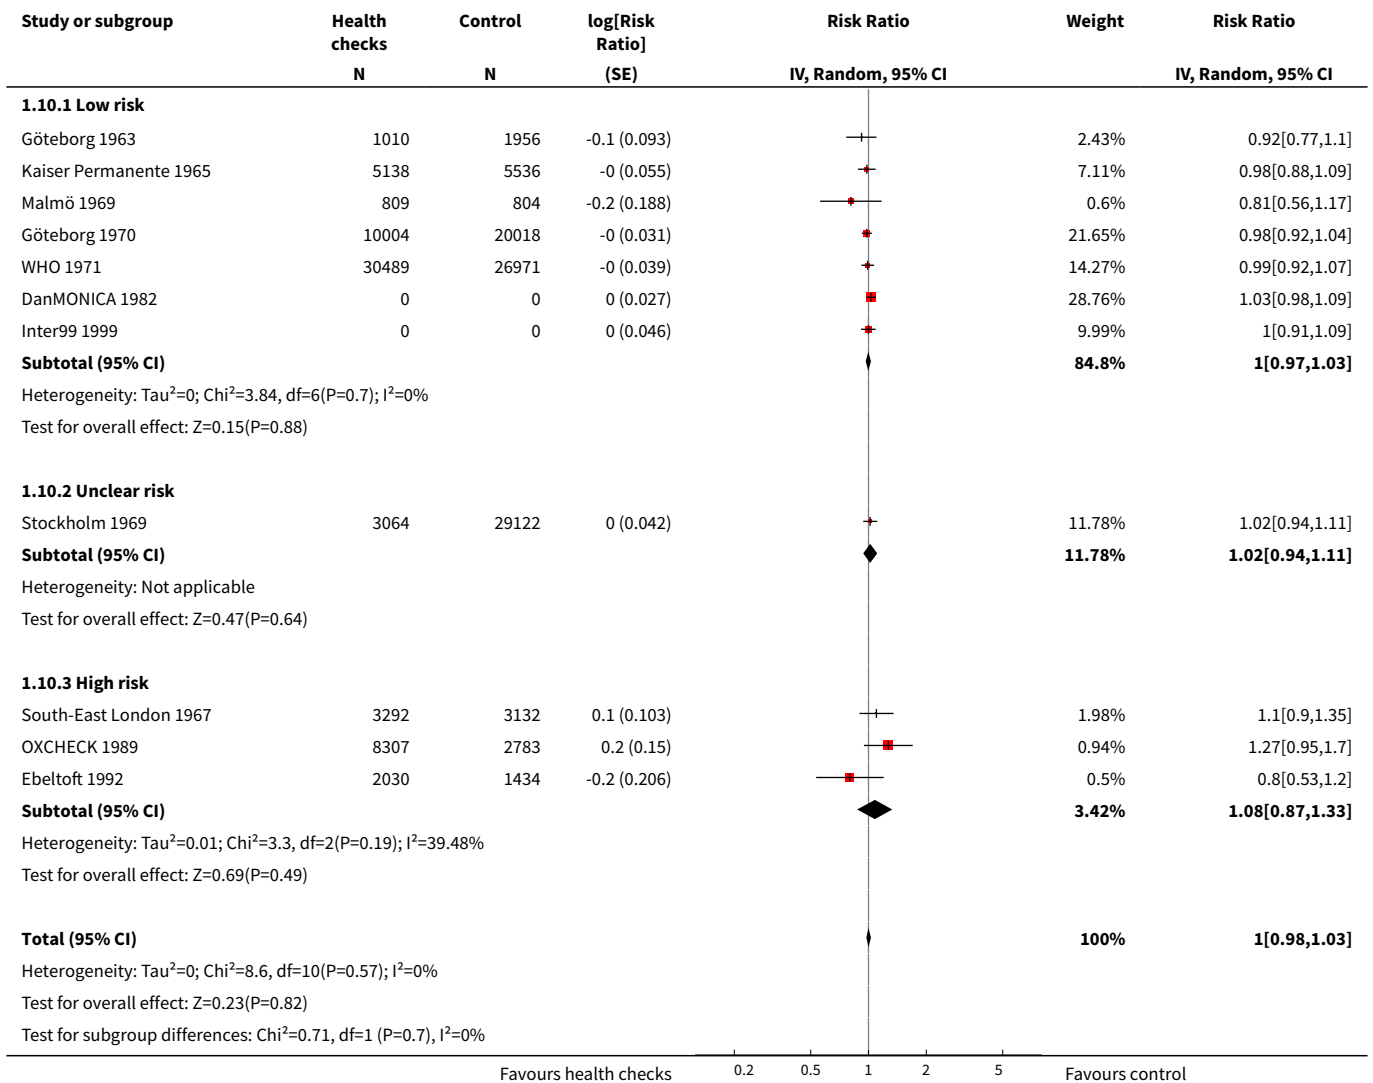 Study or subgroup Health checks Control log[Risk Ratio] Risk Ratio Weight Risk Ratio
N N (SE) IV, Random, 95% CI IV, Random, 95% CI
1.10.1 Low risk
Göteborg 1963 1010 1956 -0.1 (0.093) 2.43% 0.92[0.77,1.1]
Kaiser Permanente 1965 5138 5536 -0 (0.055) 7.11% 0.98[0.88,1.09]
Malmö 1969 809 804 -0.2 (0.188) 0.6% 0.81[0.56,1.17]
Göteborg 1970 10004 20018 -0 (0.031) 21.65% 0.98[0.92,1.04]
WHO 1971 30489 26971 -0 (0.039) 14.27% 0.99[0.92,1.07]
DanMONICA 1982 0 0 0 (0.027) 28.76% 1.03[0.98,1.09]
Inter99 1999 0 0 0 (0.046) 9.99% 1[0.91,1.09]
Subtotal (95% CI) 84.8% 1[0.97,1.03]
Heterogeneity: Tau²=0; Chi²=3.84, df=6(P=0.7); I²=0%
Test for overall effect: Z=0.15(P=0.88)
1.10.2 Unclear risk
Stockholm 1969 3064 29122 0 (0.042) 11.78% 1.02[0.94,1.11]
Subtotal (95% CI) 11.78% 1.02[0.94,1.11]
Heterogeneity: Not applicable
Test for overall effect: Z=0.47(P=0.64)
1.10.3 High risk
South-East London 1967 3292 3132 0.1 (0.103) 1.98% 1.1[0.9,1.35]
OXCHECK 1989 8307 2783 0.2 (0.15) 0.94% 1.27[0.95,1.7]
Ebeltoft 1992 2030 1434 -0.2 (0.206) 0.5% 0.8[0.53,1.2]
Subtotal (95% CI) 3.42% 1.08[0.87,1.33]
Heterogeneity: Tau²=0.01; Chi²=3.3, df=2(P=0.19); I²=39.48%
Test for overall effect: Z=0.69(P=0.49)
Total (95% CI) 100% 1[0.98,1.03]
Heterogeneity: Tau²=0; Chi²=8.6, df=10(P=0.57); I²=0%
Test for overall effect: Z=0.23(P=0.82)
Test for subgroup differences: Chi²=0.71, df=1 (P=0.7), I²=0%
Favours health checks 0.2 0.5 1 2 5 Favours control